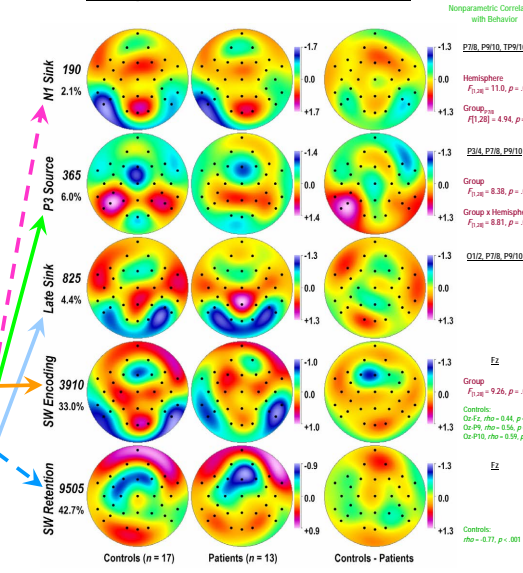 Nonparametric Correla
with Behavior
N1 Sink
190
2.1%
-1.7
0.0
+1.7
-1.3
0.0
+1.3
-1.3
0.0
+1.3
P7/8, P9/10, TP9/10
Hemisphere
F[1,28] = 11.0, p =
Group P7/8
F[1,28] = 4.94, p
P3 Source
365
6.0%
-1.4
0.0
+1.4
-1.3
0.0
+1.3
P3/4, P7/8, P9/10
Group
F[1,28] = 8.38, p =
Group x Hemisphe
F[1,28] = 8.81, p =
Late Sink
825
4.4%
-1.3
0.0
+1.3
-1.3
0.0
+1.3
O1/2, P7/8, P9/10
SW Encoding
3910
33.0%
-1.0
0.0
+1.0
-1.3
0.0
+1.3
Fz
Group
F[1,28] = 9.26, p =
Controls:
Oz-Fz, rho = 0.44, p
Oz-P9, rho = 0.56, p
Oz-P10, rho = 0.59, p
SW Retention
9505
42.7%
-0.9
0.0
+0.9
-1.3
0.0
+1.3
Fz
Controls:
rho = -0.77, p < .001
Controls (n = 17)
Patients (n = 13)
Controls - Patients